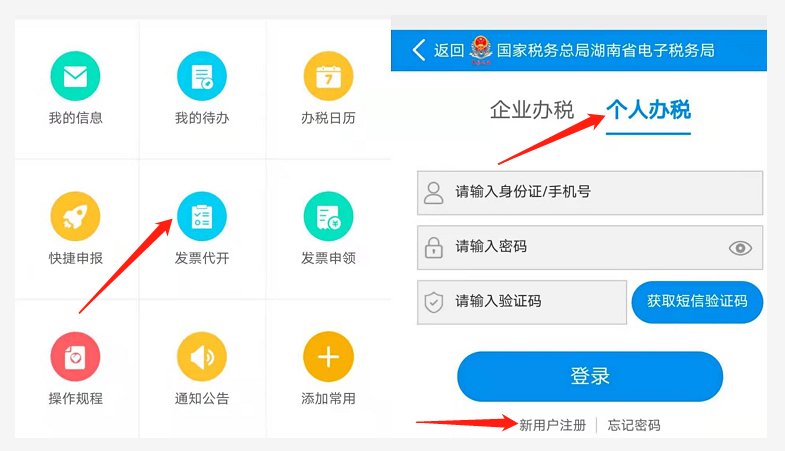 我的信息
我的待办
办税日历
7
快捷申报
发票代开
发票申领
操作规程
通知公告
添加常用
返回 国家税务总局湖南省电子税务局
企业办税 个人办税
请输入身份证/手机号
请输入密码
请输入验证码 获取短信验证码
登录
新用户注册 忘记密码